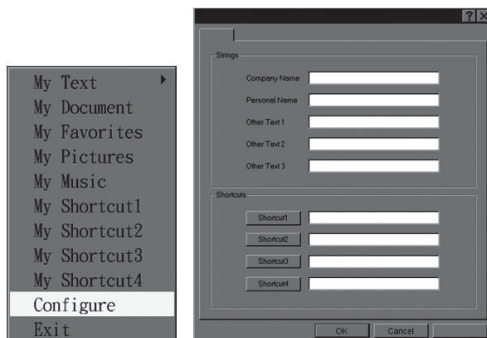 My Text
My Document
My Favorites
My Pictures
My Music
My Shortcut1
My Shortcut2
My Shortcut3
My Shortcut4
Configure
Exit
Strings
Company Name
Personal Name
Other Text 1
Other Text 2
Other Text 3
Shortcuts
Shortcut1
Shortcut2
Shortcut3
Shortcut4
OK Cancel